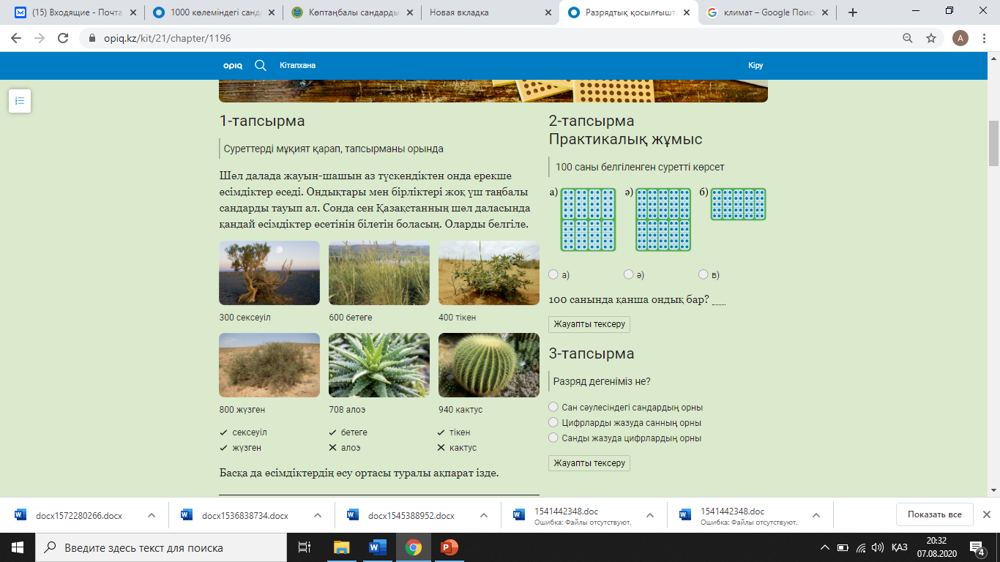 (15) Входящие - Почта
1000 көлеміндегі санда
Көптаңбалы сандарды
Новая вкладка
Разрядтық қосылғышт
климат – Google Поиск
opiq.kz/kit/21/chapter/1196
A
opiq
Кітапхана
Кіру
1-тапсырма
Суреттерді мұқият қарап, тапсырманы орында
Шөл далада жауын-шашын аз түскендіктен онда ерекше
өсімдіктер өседі. Ондықтары мен бірліктері жоқ үш таңбалы
сандарды тауып ал. Сонда сен Қазақстанның шөл даласында
қандай өсімдіктер өсетінін білетін боласың. Оларды белгіле.
300 сексеуіл
600 бетеге
400 тікен
800 жүзген
708 алоэ
940 кактус
сексеуіл
бетеге
тікен
жүзген
алоэ
кактус
Басқа да өсімдіктердің өсу ортасы туралы ақпарат ізде.
2-тапсырма
Практикалық жұмыс
100 саны белгіленген суретті көрсет
а)
ә)
б)
а)
ә)
в)
100 санында қанша ондық бар?
Жауапты тексеру
3-тапсырма
Разряд дегеніміз не?
Сан сәулесіндегі сандардың орны
Цифрларды жазуда санның орны
Санды жазуда цифрлардың орны
Жауапты тексеру
docx1572280266.docx
docx1536838734.docx
docx1545388952.docx
1541442348.doc
Ошибка: Файлы отсутствуют.
1541442348.doc
Ошибка: Файлы отсутствуют.
Показать все
Введите здесь текст для поиска
ҚАЗ
20:32
07.08.2020
4